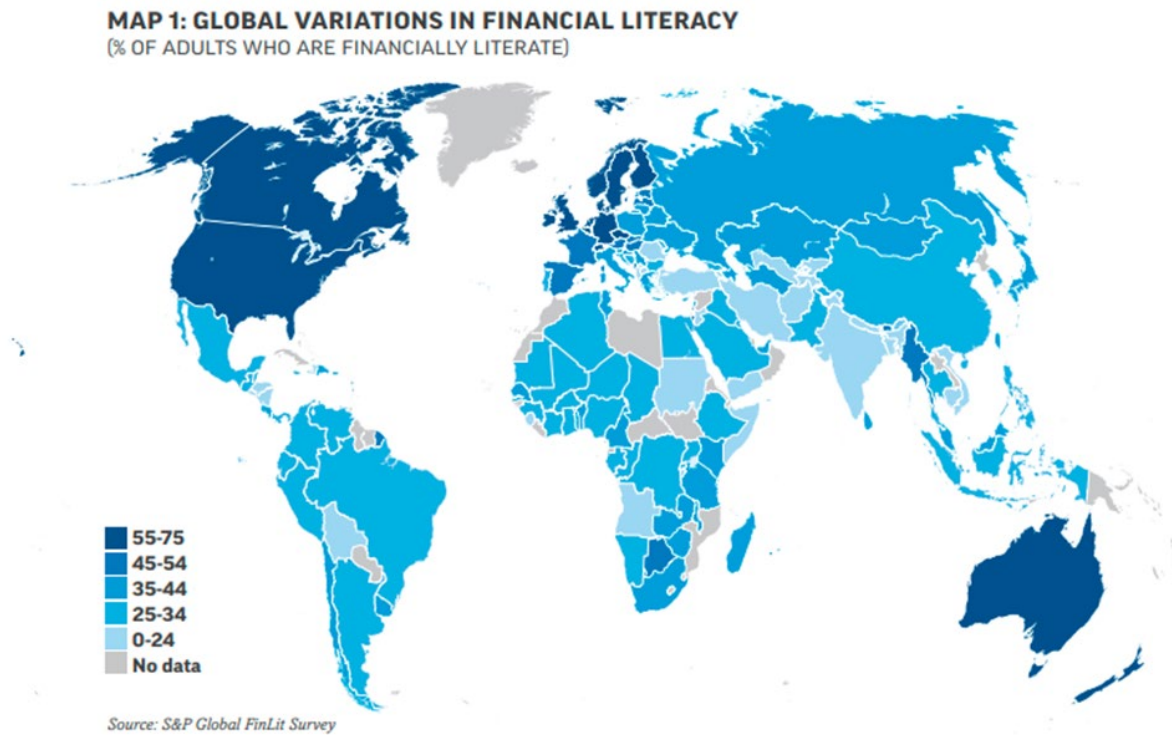 MAP 1: GLOBAL VARIATIONS IN FINANCIAL LITERACY
(% OF ADULTS WHO ARE FINANCIALLY LITERATE)
55-75
45-54
35-44
25-34
0-24
No data
Source: S&P Global FinLit Survey